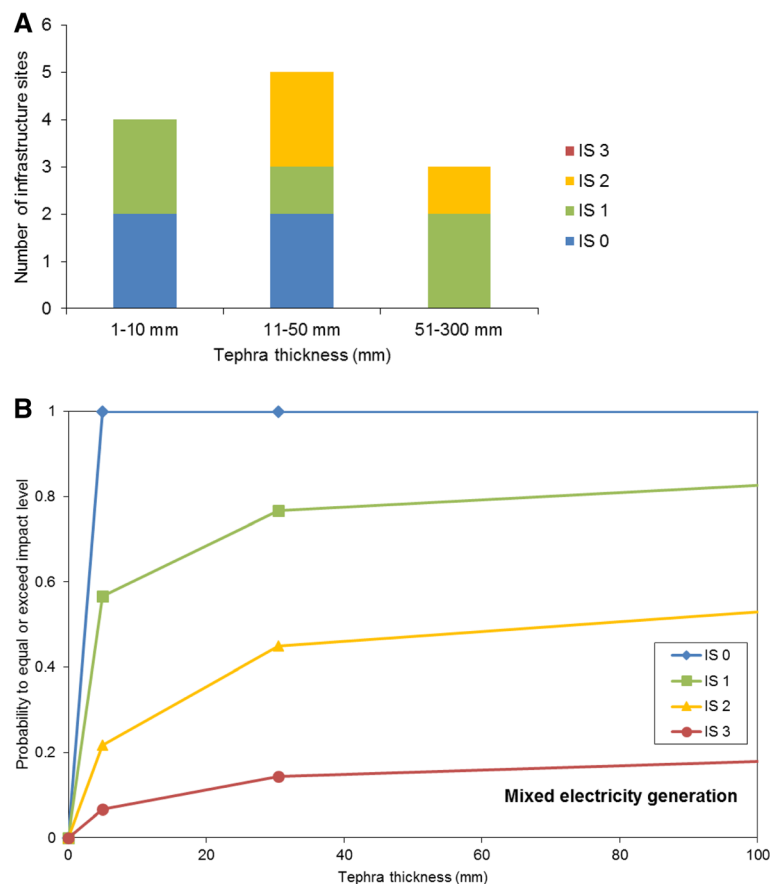 A
Number of infrastructure sites
6
5
4
3
2
1
0
1-10 mm 11-50 mm 51-300 mm
Tephra thickness (mm)
IS 3
IS 2
IS 1
IS 0
B
Probability to equal or exceed impact level
1
0.8
0.6
0.4
0.2
0
IS 0
IS 1
IS 2
IS 3
Mixed electricity generation
0 20 40 60 80 100
Tephra thickness (mm)